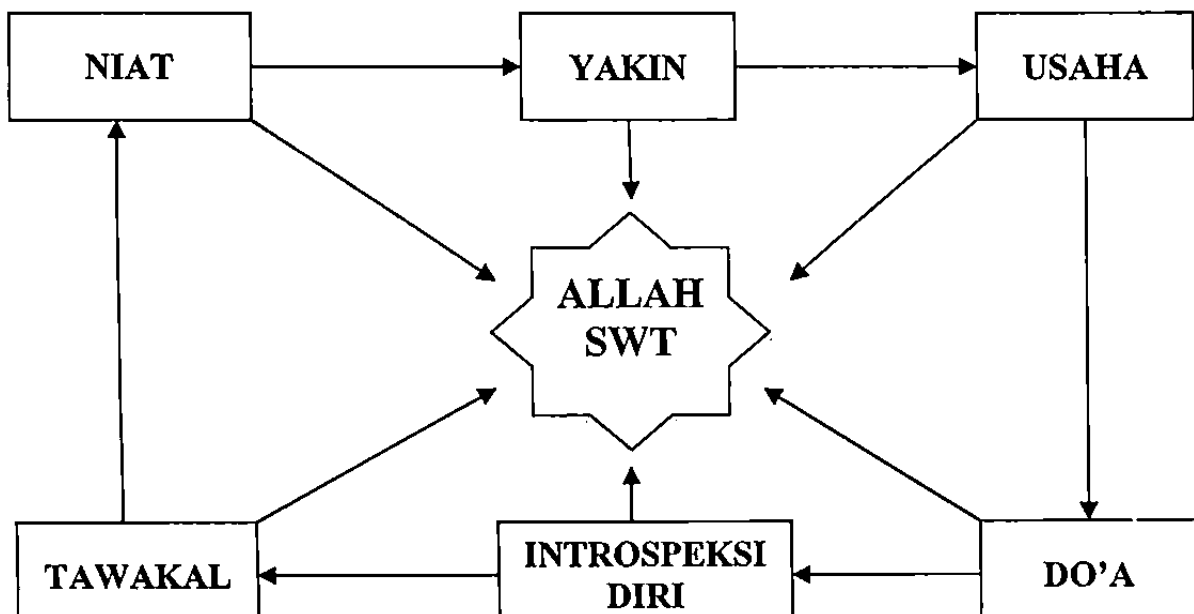 NIAT
YAKIN
USAHA
ALLAH
SWT
TAWAKAL
INTROSPEKSI
DIRI
DO'A